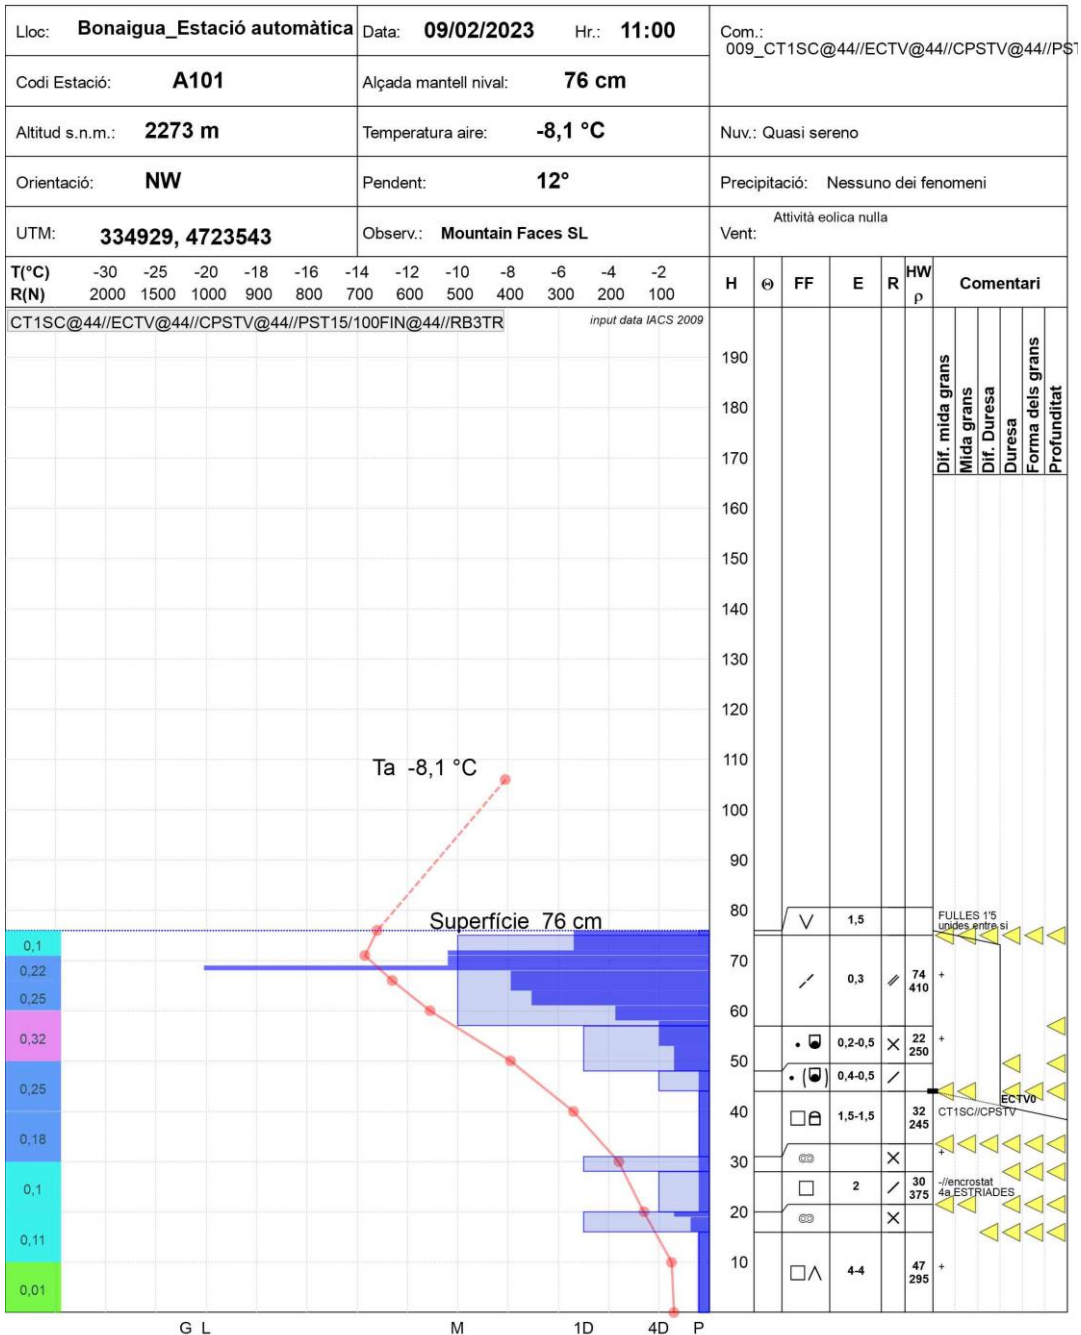 Lloc: Bonaigua_Estació automàtica Data: 09/02/2023 Hr.: 11:00 Com.:
009_CT1SC@44//ECTV@44//CPSTV@44//PST
Codi Estació: A101 Alçada mantell nival: 76 cm
Altitud s.n.m.: 2273 m Temperatura aire: -8,1 °C Nuv.: Quasi sereno
Orientació: NW Pendent: 12° Precipitació: Nessuno dei fenomeni
UTM: 334929, 4723543 Observ.: Mountain Faces SL Vent: Attività eolica nulla
T(°C) -30 -25 -20 -18 -16 -14 -12 -10 -8 -6 -4 -2
R(N) 2000 1500 1000 900 800 700 600 500 400 300 200 100
H Θ FF E R HW ρ Comentari
CT1SC@44//ECTV@44//CPSTV@44//PST15/100FIN@44//RB3TR input data IACS 2009
Dif. mida grans
Mida grans
Dif. Duresa
Duresa
Forma dels grans
Profunditat
190
180
170
160
150
140
130
120
110
Ta -8,1 °C
100
90
80
Superfície 76 cm
V 1,5 FULLES 1'5
unides entre si
0,1
70
0,22
0,3 74 +
410
0,25
60
0,32
• 0,2-0,5 22 +
250
50
• ( ) 0,4-0,5
0,25
ECTV0
40
1,5-1,5 32 CT1SC//CPSTV
245
0,18
30
+
0,1
2 30 -//encrostat
375 4a ESTRIADES
20
0,11
10
4-4 47 +
295
0,01
G L M 1D 4D P